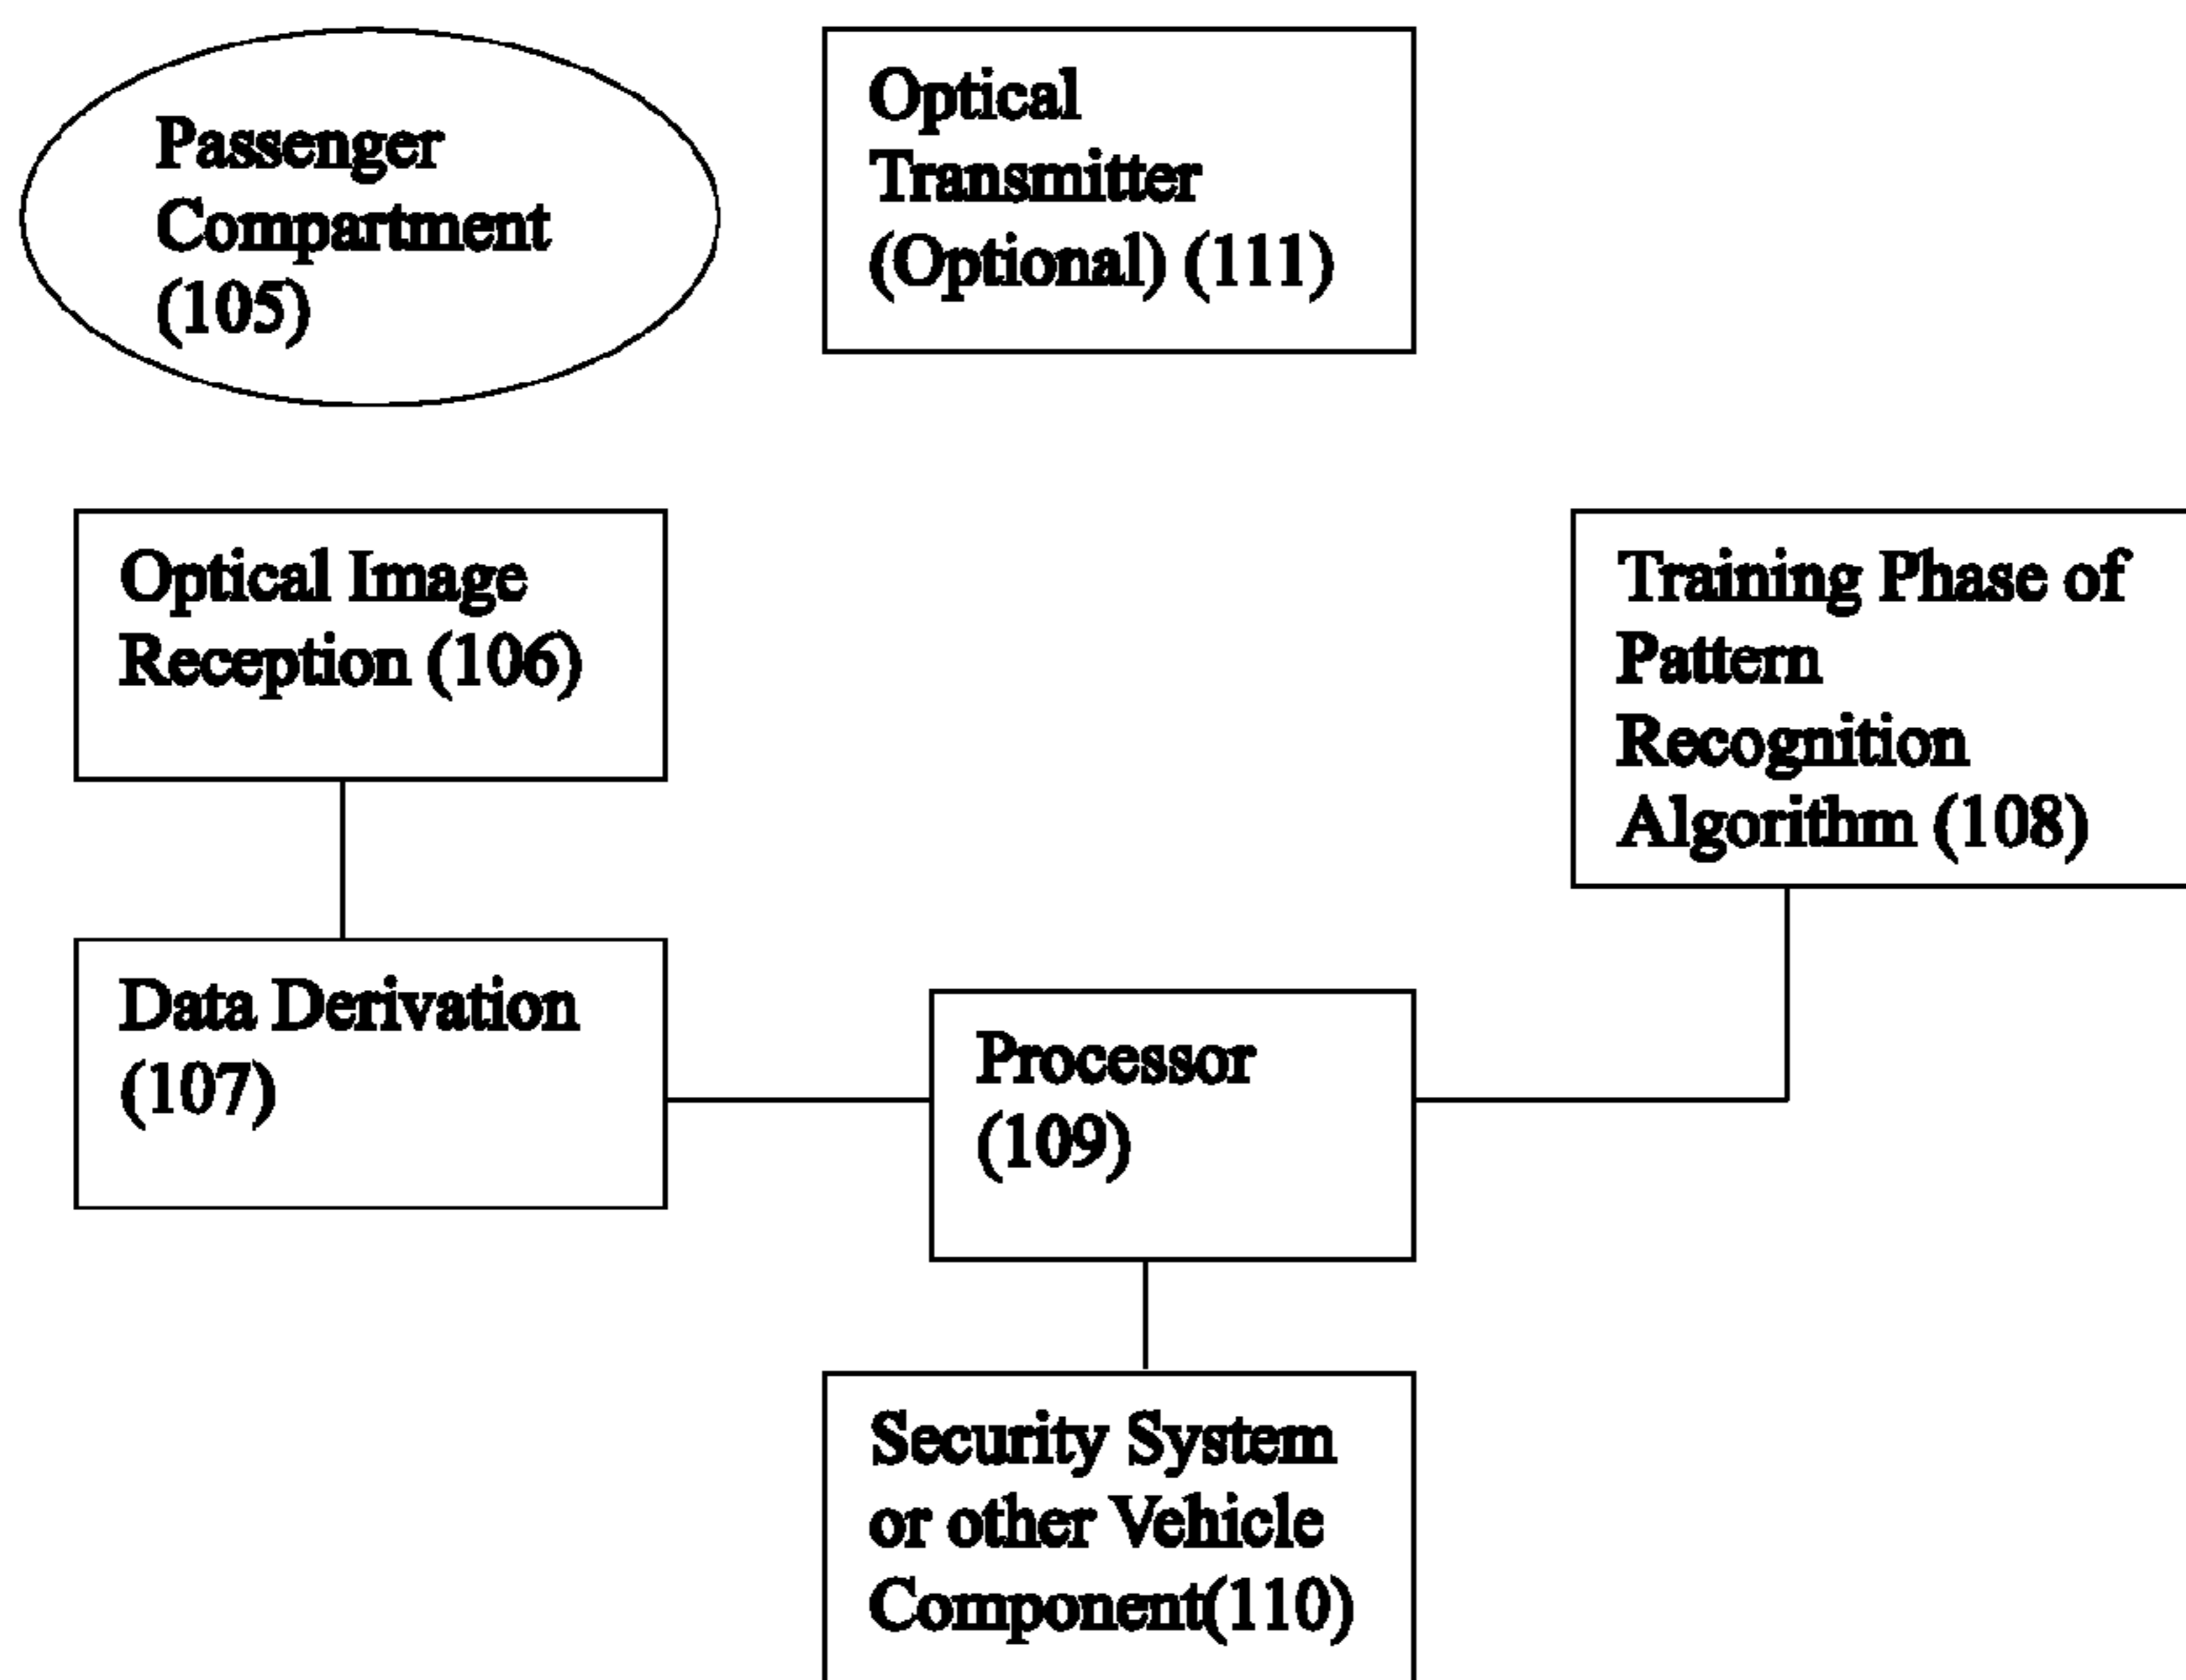 Passenger
Compartment
(105)
Optical
Transmitter
(Optional) (111)
Optical Image
Reception (106)
Training Phase of
Pattern
Recognition
Algorithm (108)
Data Derivation
(107)
Processor
(109)
Security System
or other Vehicle
Component(110)